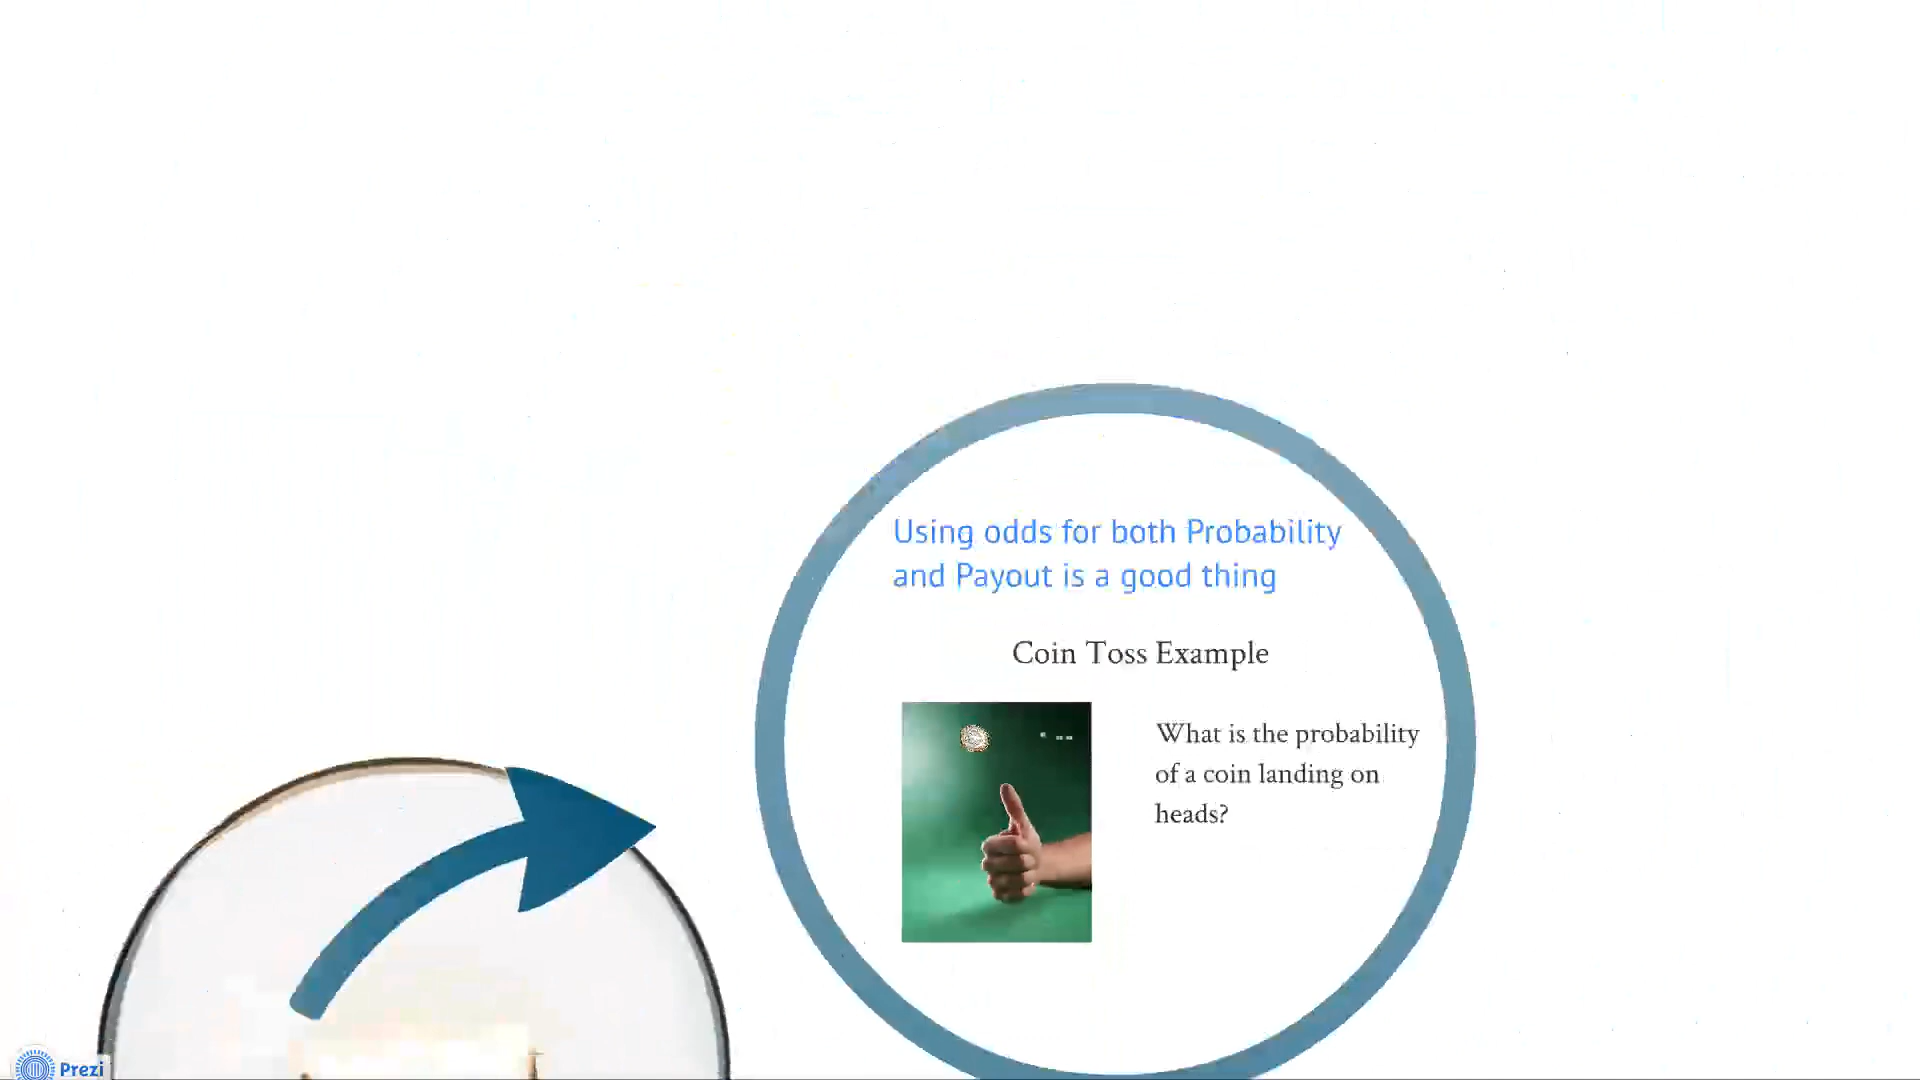 Using odds for both Probability
and Payout is a good thing
Coin Toss Example
What is the probability
of a coin landing on
heads?
Prezi